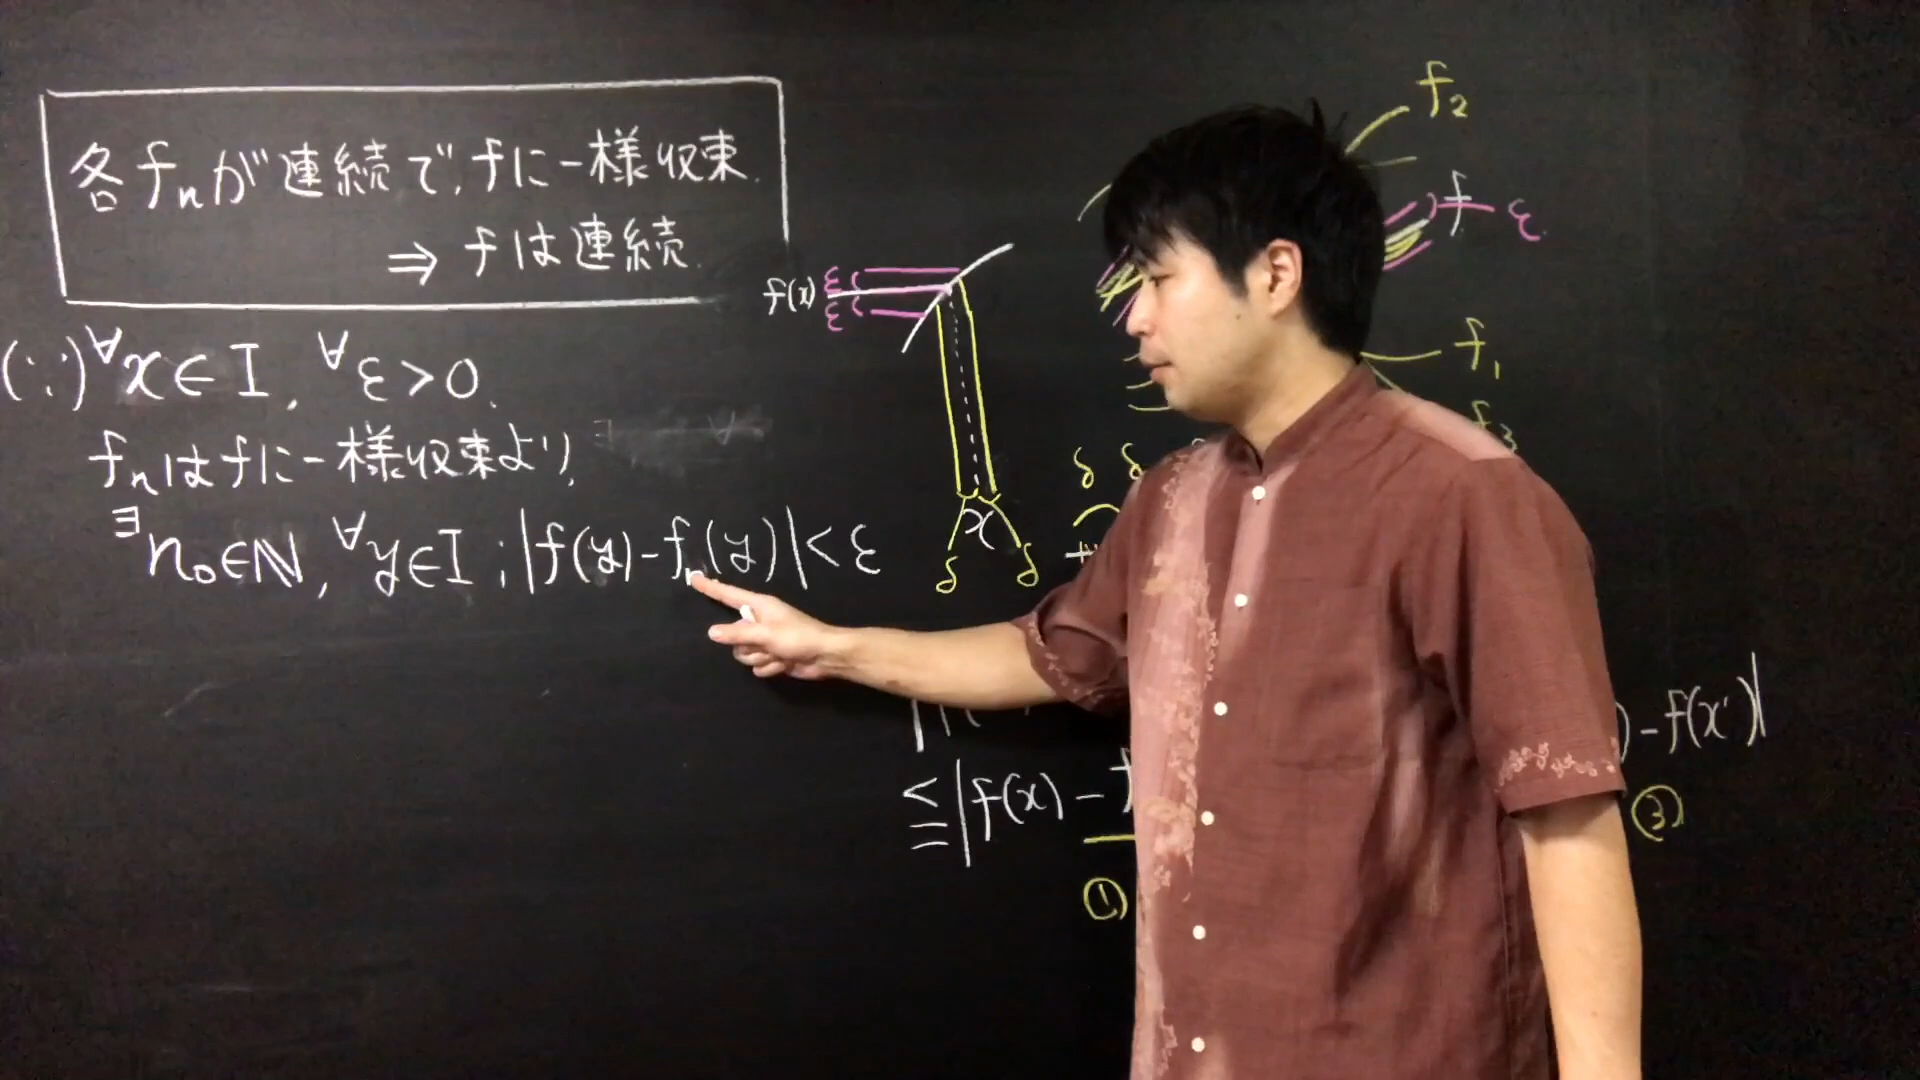 各fnが連続で、fに一様収束.
⇒ fは連続.
(∵) ∀x∈I, ∀ε>0.
fnはfに一様収束より,
∃n₀∈ℕ, ∀y∈I ; |f(y)-fn(y)|<ε
f(x)
ε
ε
x
δ
δ
f₂
f
ε
f₁
f₃
δ δ
)-f(x')|
≦|f(x)-
①
③